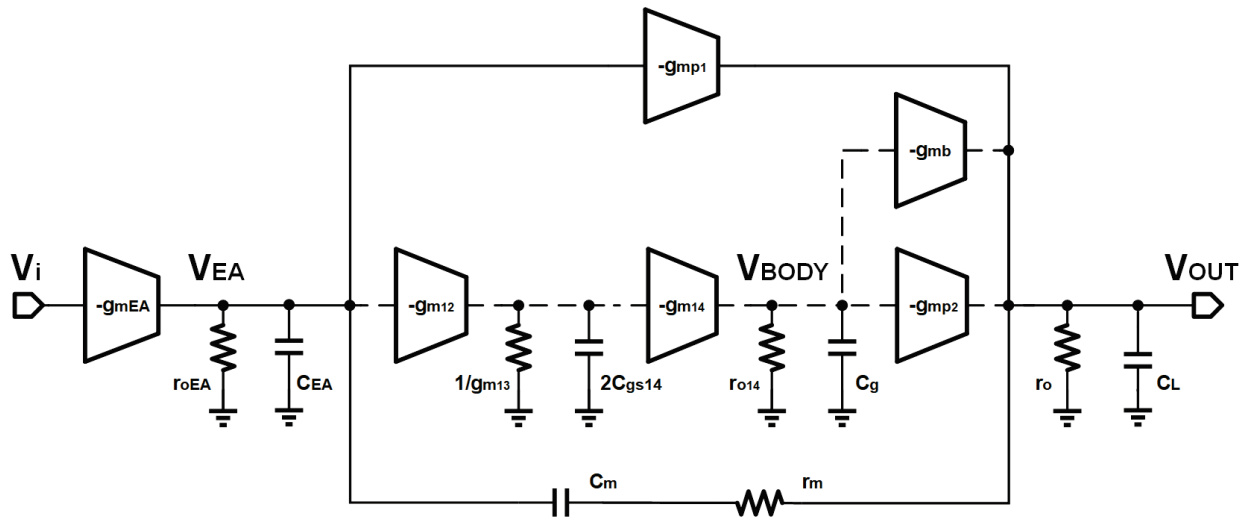 -gmp1
-gmb
Vi
-gmEA
VEA
-gm12
-gm14
VBODY
-gmp2
VOUT
roEA
CEA
1/gm13
2Cgs14
ro14
Cg
ro
CL
Cm
rm